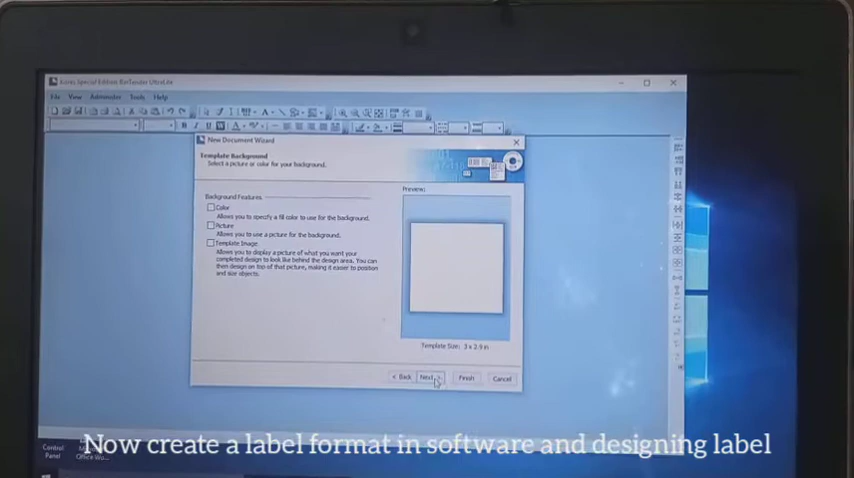 Kores Special Edition BarTender UltraLite
File View Administer Tools Help
New Document Wizard
Template Background
Select a picture or color for your background.
Background Features
Preview:
Color
Allows you to specify a fill color to use for the background.
Picture
Allows you to use a picture for the background.
Template Image
Allows you to display a picture of what you want your
completed design to look like behind the design area. You can
then design on top of that picture, making it easier to position
and size objects.
Template Size: 3 x 2.9 in
< Back Next > Finish Cancel
Now create a label format in software and designing label
Control
Panel
Office